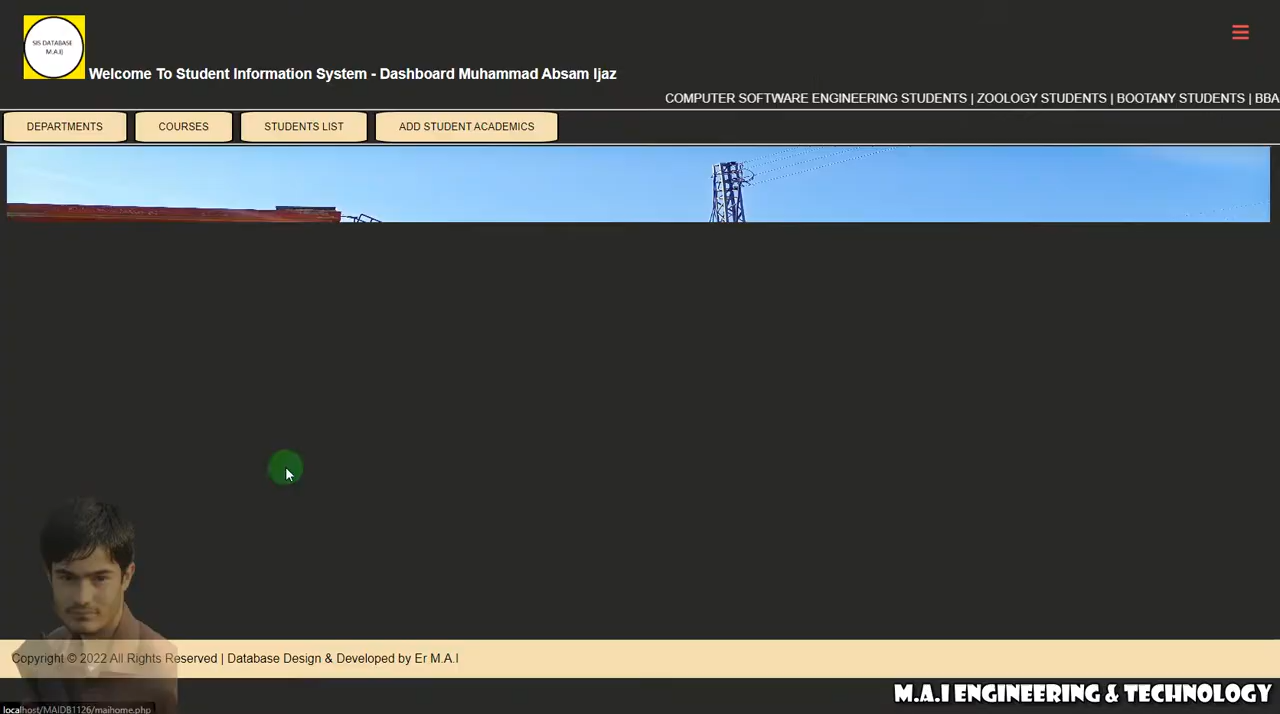 SIS DATABASE
M.A.I)
Welcome To Student Information System - Dashboard Muhammad Absam Ijaz
COMPUTER SOFTWARE ENGINEERING STUDENTS | ZOOLOGY STUDENTS | BOOTANY STUDENTS | BBA
DEPARTMENTS
COURSES
STUDENTS LIST
ADD STUDENT ACADEMICS
Copyright © 2022 All Rights Reserved | Database Design & Developed by Er M.A.I
M.A.I ENGINEERING & TECHNOLOGY
localhost/MAIDB1126/maihome.php